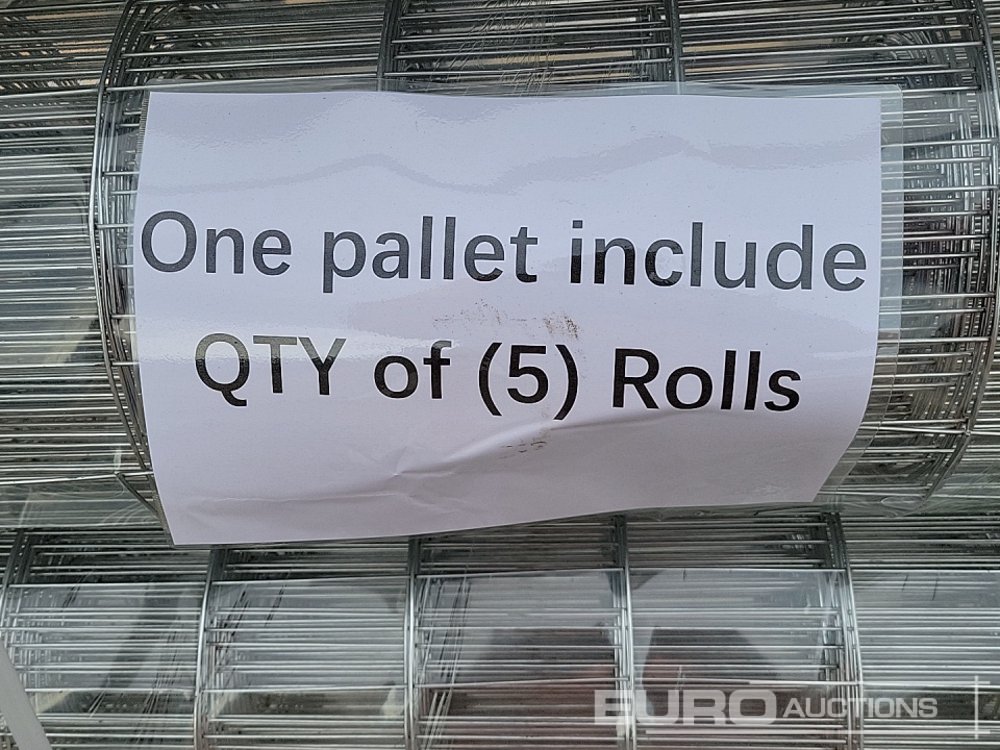 One pallet include
QTY of (5) Rolls
EURO AUCTIONS